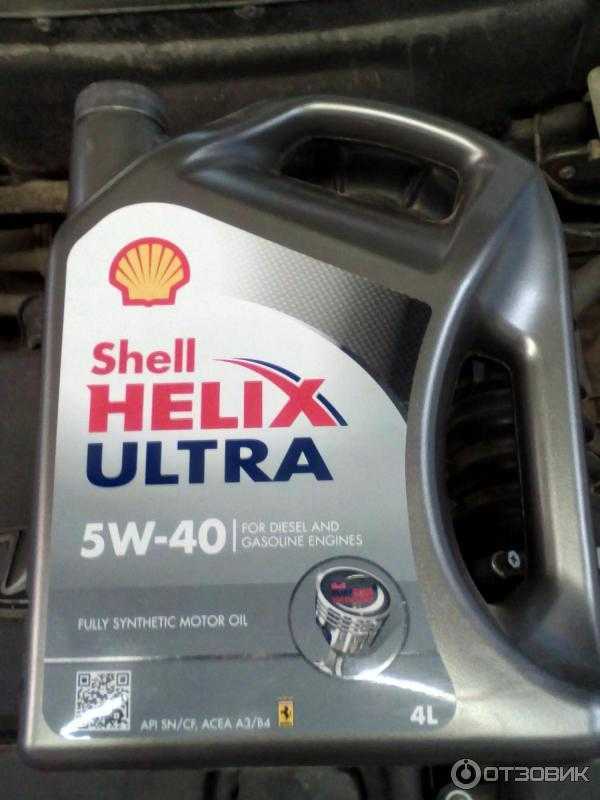 Shell
HELIX
ULTRA
5W-40
FOR DIESEL AND
GASOLINE ENGINES
Shell
FULLY SYNTHETIC MOTOR OIL
API SN/CF, ACEA A3/B4
4L
ОТЗОВИК